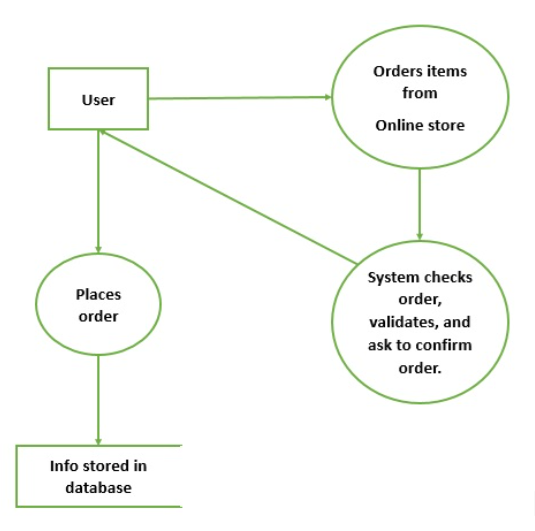 User
Orders items
from
Online store
System checks
order,
validates, and
ask to confirm
order.
Places
order
Info stored in
database